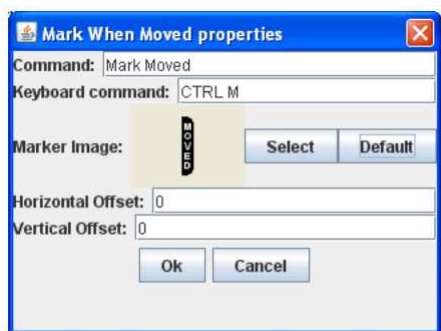 Mark When Moved properties
Command: Mark Moved
Keyboard command: CTRL M
Marker Image: MOVED Select Default
Horizontal Offset: 0
Vertical Offset: 0
Ok Cancel